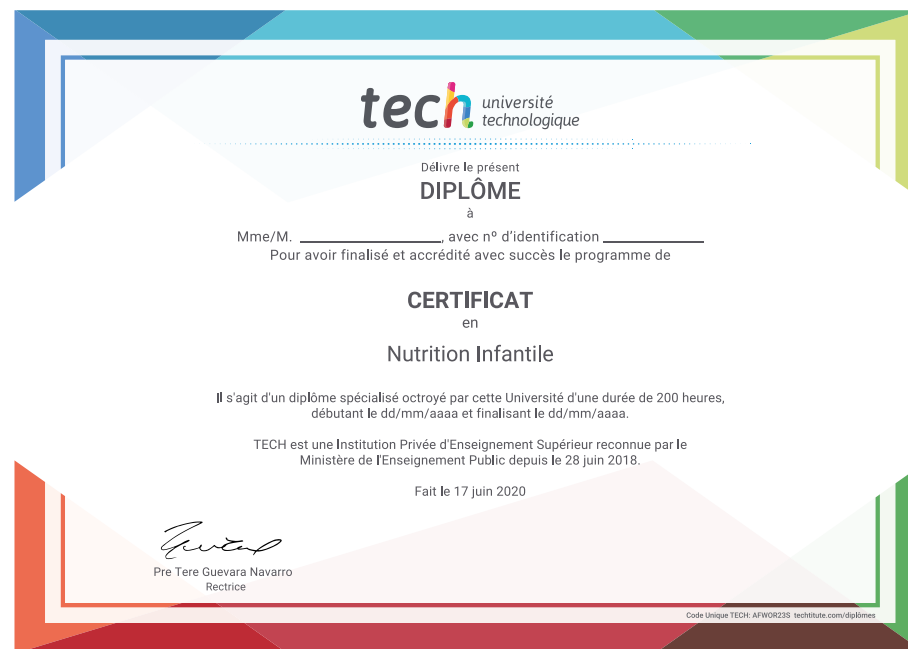 tech université
technologique
Délivre le présent
DIPLÔME
à
Mme/M. ____________________, avec nº d'identification ______________
Pour avoir finalisé et accrédité avec succès le programme de
CERTIFICAT
en
Nutrition Infantile
Il s'agit d'un diplôme spécialisé octroyé par cette Université d'une durée de 200 heures,
débutant le dd/mm/aaaa et finalisant le dd/mm/aaaa.
TECH est une Institution Privée d'Enseignement Supérieur reconnue par le
Ministère de l'Enseignement Public depuis le 28 juin 2018.
Fait le 17 juin 2020
Pre Tere Guevara Navarro
Rectrice
Code Unique TECH: AFWOR23S techtitute.com/diplômes